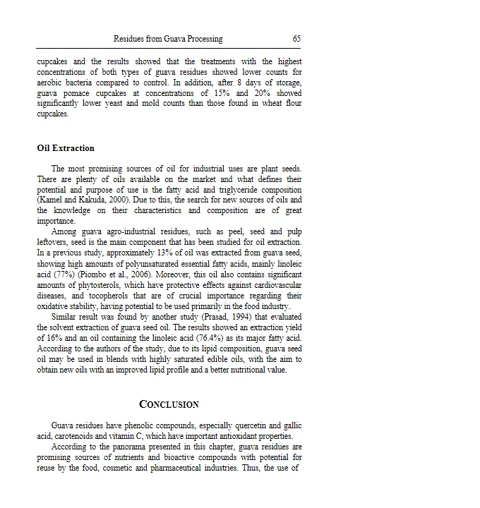 Residues from Guava Processing 65
cupcakes and the results showed that the treatments with the highest
concentrations of both types of guava residues showed lower counts for
aerobic bacteria compared to control. In addition, after 8 days of storage,
guava pomace cupcakes at concentrations of 15% and 20% showed
significantly lower yeast and mold counts than those found in wheat flour
cupcakes.
Oil Extraction
The most promising sources of oil for industrial uses are plant seeds.
There are plenty of oils available on the market and what defines their
potential and purpose of use is the fatty acid and triglyceride composition
(Kamel and Kakuda, 2000). Due to this, the search for new sources of oils and
the knowledge on their characteristics and composition are of great
importance.
Among guava agro-industrial residues, such as peel, seed and pulp
leftovers, seed is the main component that has been studied for oil extraction.
In a previous study, approximately 13% of oil was extracted from guava seed,
showing high amounts of polyunsaturated essential fatty acids, mainly linoleic
acid (77%) (Piombo et al., 2006). Moreover, this oil also contains significant
amounts of phytosterols, which have protective effects against cardiovascular
diseases, and tocopherols that are of crucial importance regarding their
oxidative stability, having potential to be used primarily in the food industry.
Similar result was found by another study (Prasad, 1994) that evaluated
the solvent extraction of guava seed oil. The results showed an extraction yield
of 16% and an oil containing the linoleic acid (76.4%) as its major fatty acid.
According to the authors of the study, due to its lipid composition, guava seed
oil may be used in blends with highly saturated edible oils, with the aim to
obtain new oils with an improved lipid profile and a better nutritional value.
CONCLUSION
Guava residues have phenolic compounds, especially quercetin and gallic
acid, carotenoids and vitamin C, which have important antioxidant properties.
According to the panorama presented in this chapter, guava residues are
promising sources of nutrients and bioactive compounds with potential for
reuse by the food, cosmetic and pharmaceutical industries. Thus, the use of